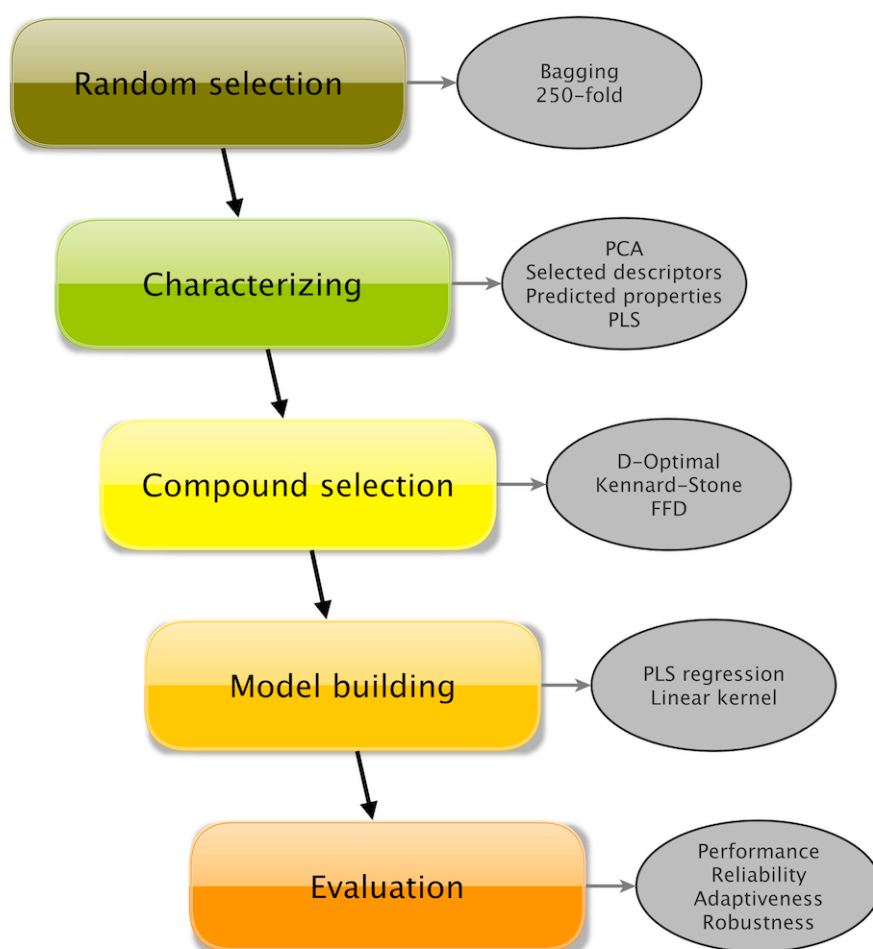 Random selection
Bagging
250-fold
Characterizing
PCA
Selected descriptors
Predicted properties
PLS
Compound selection
D-Optimal
Kennard-Stone
FFD
Model building
PLS regression
Linear kernel
Evaluation
Performance
Reliability
Adaptiveness
Robustness